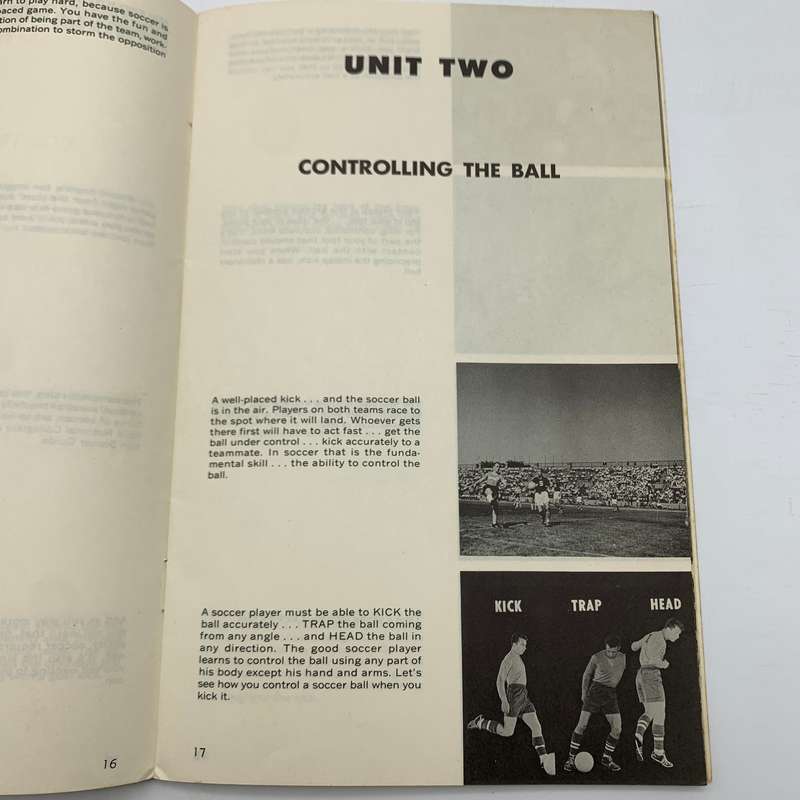 to play hard, because soccer is
paced game. You have the fun and
tion of being part of the team, work.
ombination to storm the opposition
16
UNIT TWO
CONTROLLING THE BALL
A well-placed kick . . . and the soccer ball
is in the air. Players on both teams race to
the spot where it will land. Whoever gets
there first will have to act fast . . . get the
ball under control . . . kick accurately to a
teammate. In soccer that is the funda-
mental skill . . . the ability to control the
ball.
A soccer player must be able to KICK the
ball accurately . . . TRAP the ball coming
from any angle . . . and HEAD the ball in
any direction. The good soccer player
learns to control the ball using any part of
his body except his hand and arms. Let's
see how you control a soccer ball when you
kick it.
KICK TRAP HEAD
17